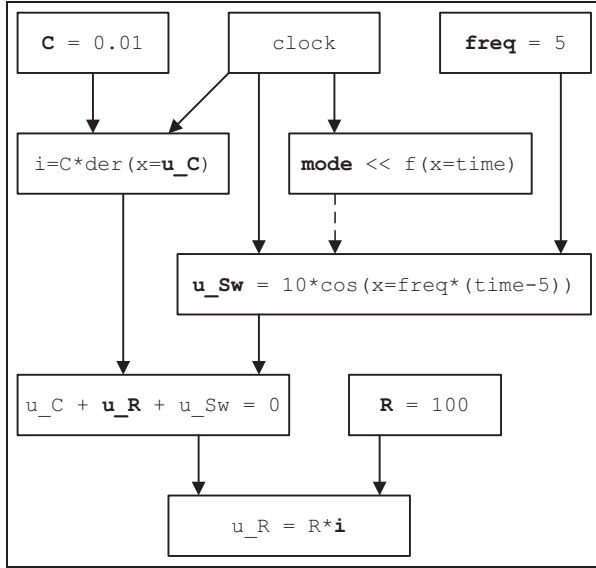 C = 0.01
clock
freq = 5
i=C*der(x=u_C)
mode << f(x=time)
u_Sw = 10*cos(x=freq*(time-5))
u_C + u_R + u_Sw = 0
R = 100
u_R = R*i